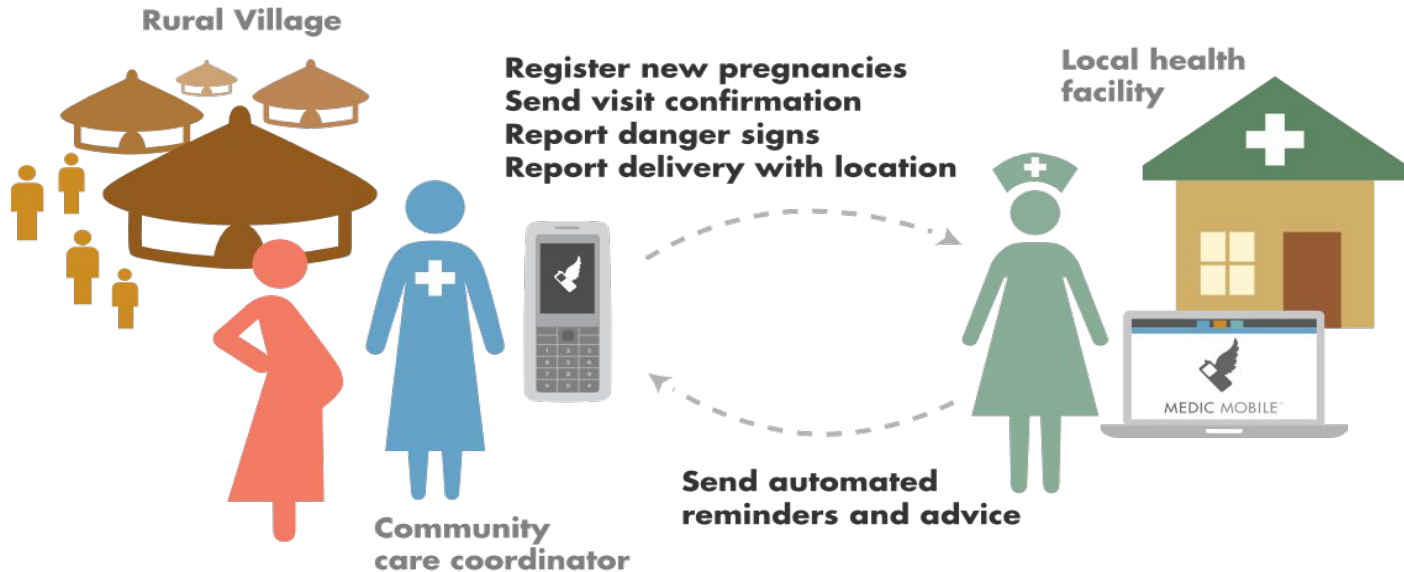 Rural Village
Register new pregnancies
Send visit confirmation
Report danger signs
Report delivery with location
Local health
facility
MEDIC MOBILE™
Send automated
reminders and advice
Community
care coordinator